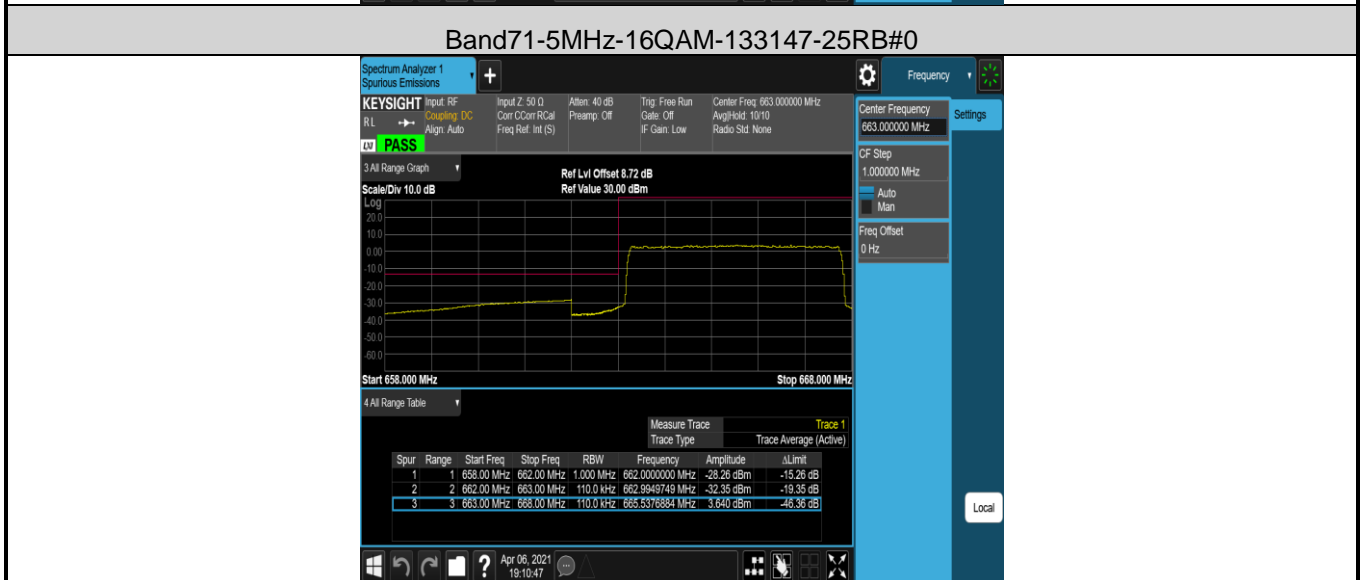 Band71-5MHz-16QAM-133147-25RB#0
Spectrum Analyzer 1
Spurious Emissions
+
Frequency
KEYSIGHT Input: RF Input Z: 50 Ω Atten: 40 dB Trig: Free Run Center Freq: 663.000000 MHz
RL Coupling: DC Corr CCorr RCal Preamp: Off Gate: Off Avg|Hold: 10/10
Align: Auto Freq Ref: Int (S) IF Gain: Low Radio Std: None
LXI PASS
Center Frequency
663.000000 MHz
Settings
CF Step
1.000000 MHz
Auto
Man
Freq Offset
0 Hz
3 All Range Graph
Ref Lvl Offset 8.72 dB
Scale/Div 10.0 dB Ref Value 30.00 dBm
Log
20.0
10.0
0.00
-10.0
-20.0
-30.0
-40.0
-50.0
-60.0
Start 658.000 MHz Stop 668.000 MHz
4 All Range Table
Measure Trace Trace 1
Trace Type Trace Average (Active)
Spur Range Start Freq Stop Freq RBW Frequency Amplitude ΔLimit
1 1 658.00 MHz 662.00 MHz 1.000 MHz 662.0000000 MHz -28.26 dBm -15.26 dB
2 2 662.00 MHz 663.00 MHz 110.0 kHz 662.9949749 MHz -32.35 dBm -19.35 dB
3 3 663.00 MHz 668.00 MHz 110.0 kHz 665.5376884 MHz 3.640 dBm -46.36 dB
Local
? Apr 06, 2021
19:10:47